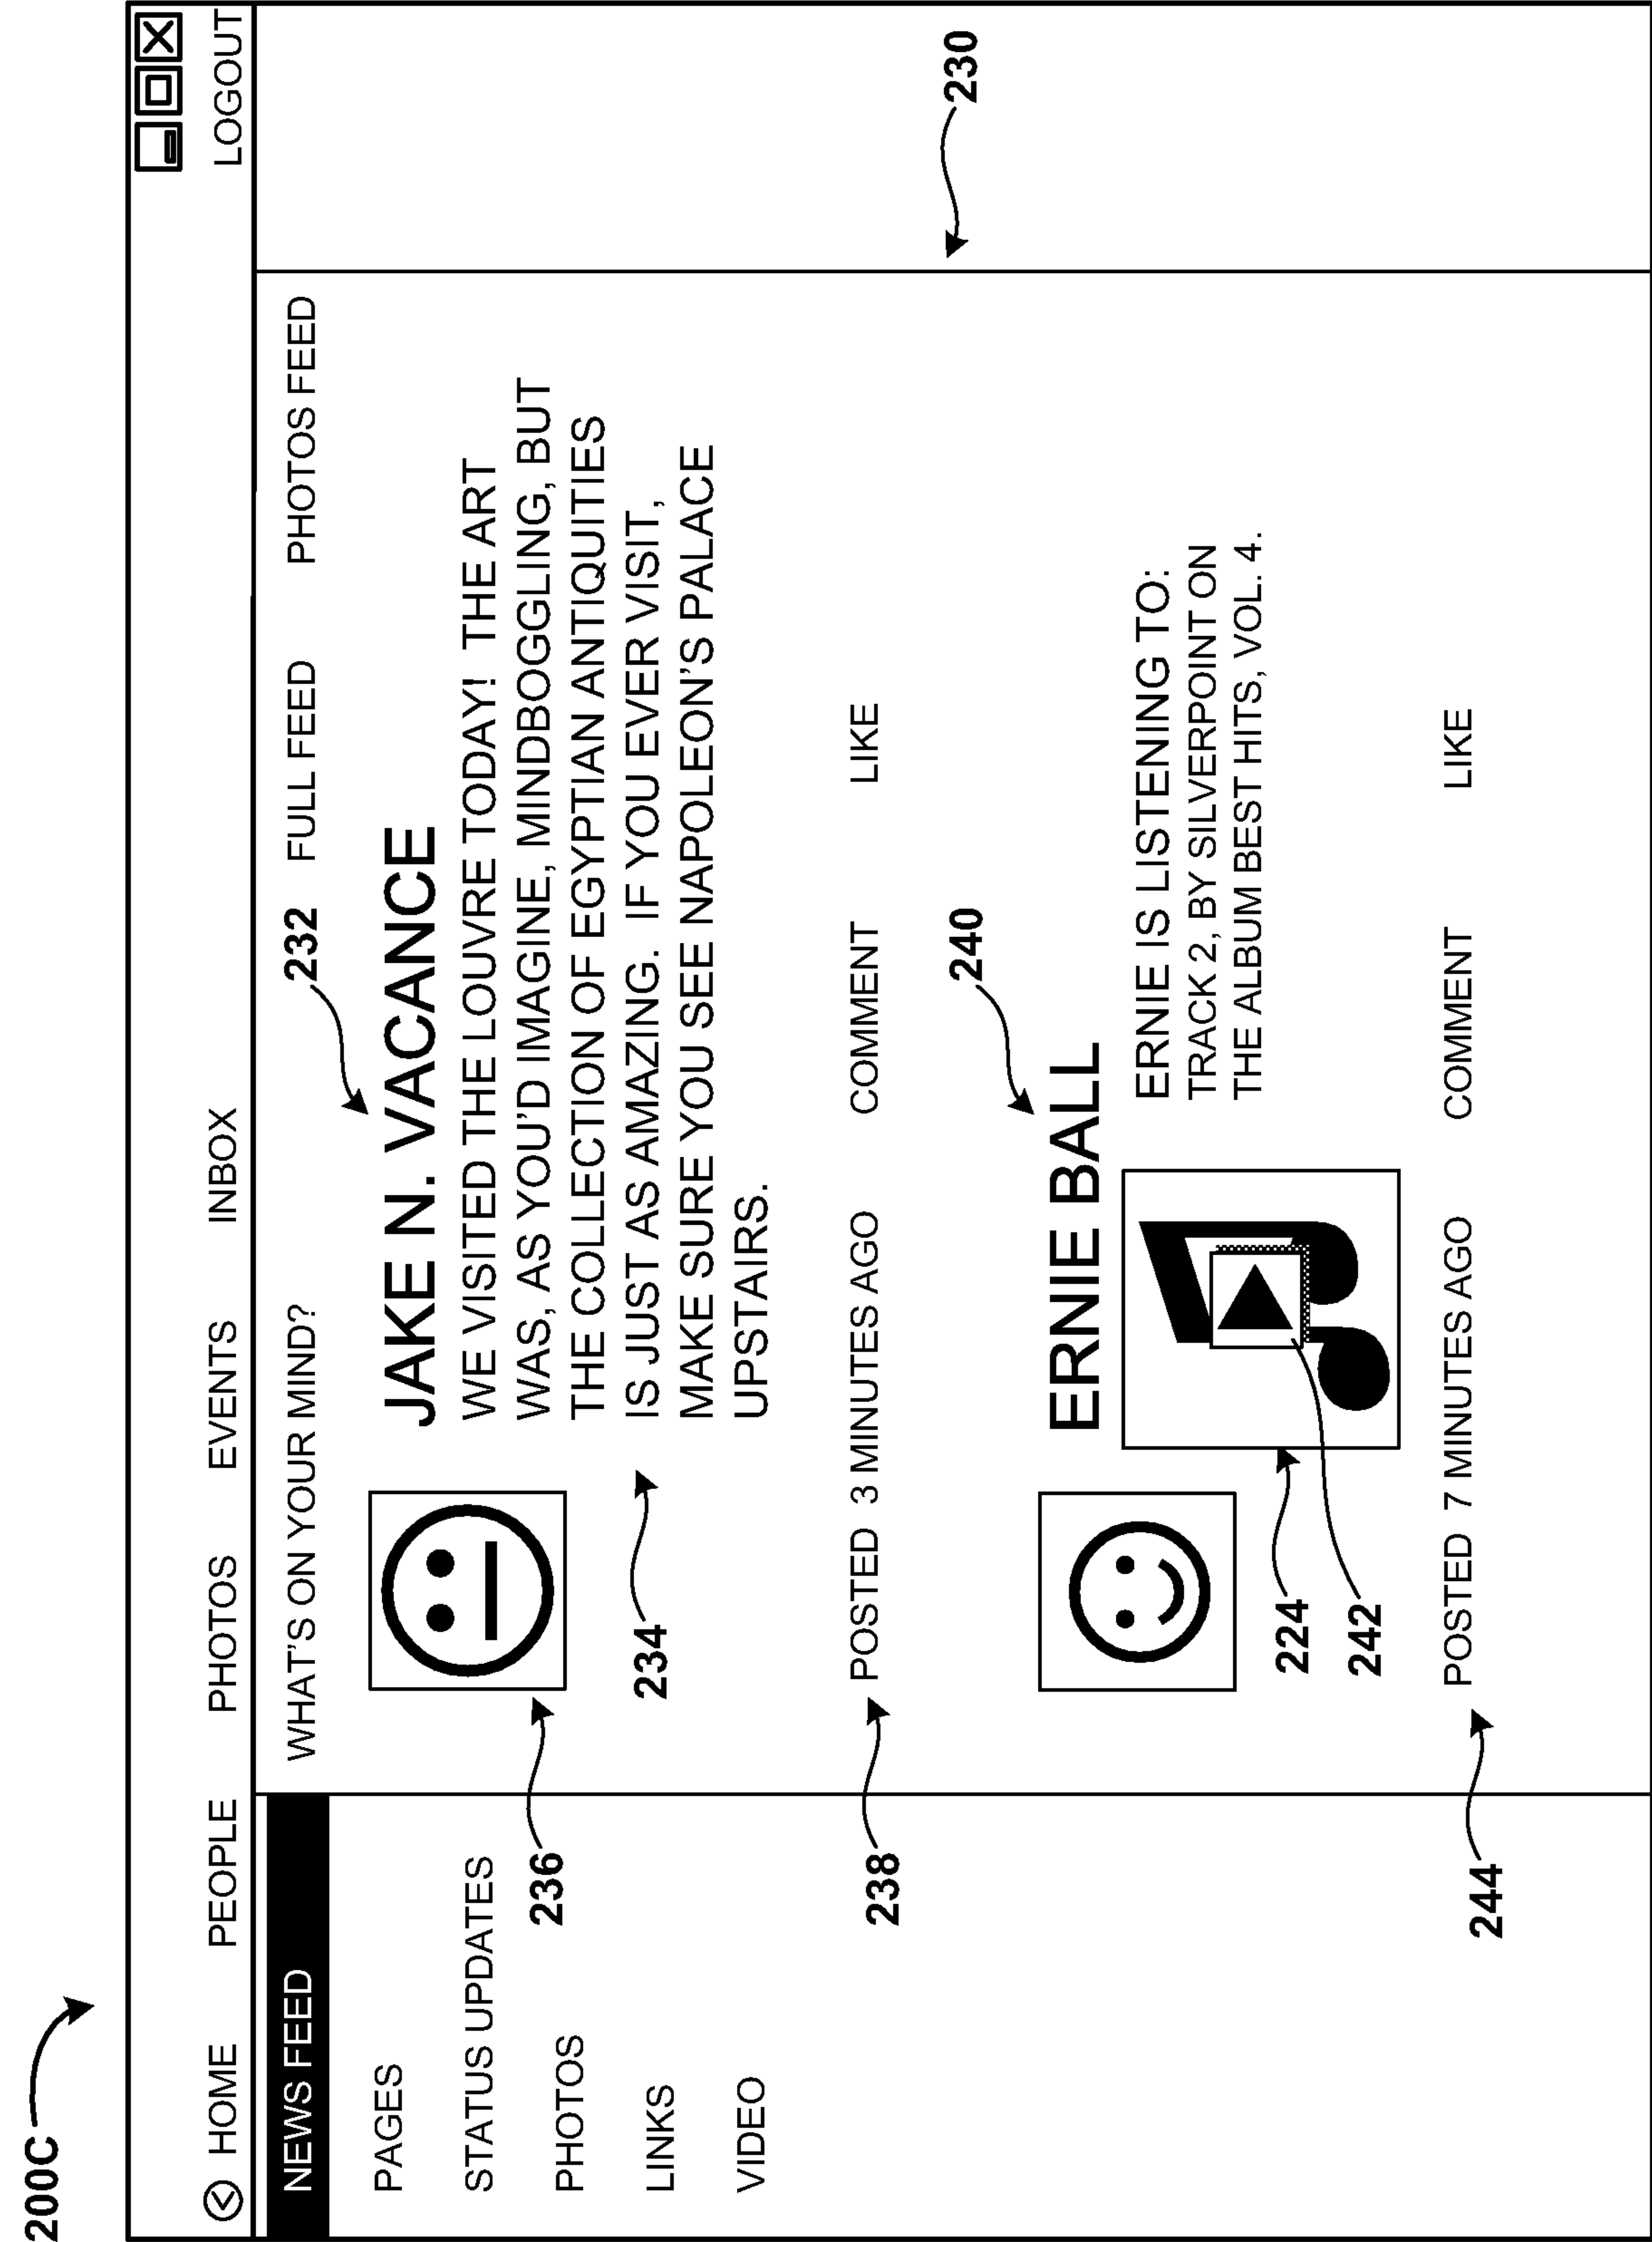 200C
HOME PEOPLE PHOTOS EVENTS INBOX LOGOUT
NEWS FEED
PAGES
STATUS UPDATES
PHOTOS
LINKS
VIDEO
WHAT'S ON YOUR MIND? 232 FULL FEED PHOTOS FEED
JAKE N. VACANCE
WE VISITED THE LOUVRE TODAY! THE ART
WAS, AS YOU'D IMAGINE, MINDBOGGLING, BUT
THE COLLECTION OF EGYPTIAN ANTIQUITIES
IS JUST AS AMAZING. IF YOU EVER VISIT,
MAKE SURE YOU SEE NAPOLEON'S PALACE
UPSTAIRS.
236
234
238
POSTED 3 MINUTES AGO COMMENT LIKE
240
230
ERNIE BALL
ERNIE IS LISTENING TO:
TRACK 2, BY SILVERPOINT ON
THE ALBUM BEST HITS, VOL. 4.
224
242
244
POSTED 7 MINUTES AGO COMMENT LIKE